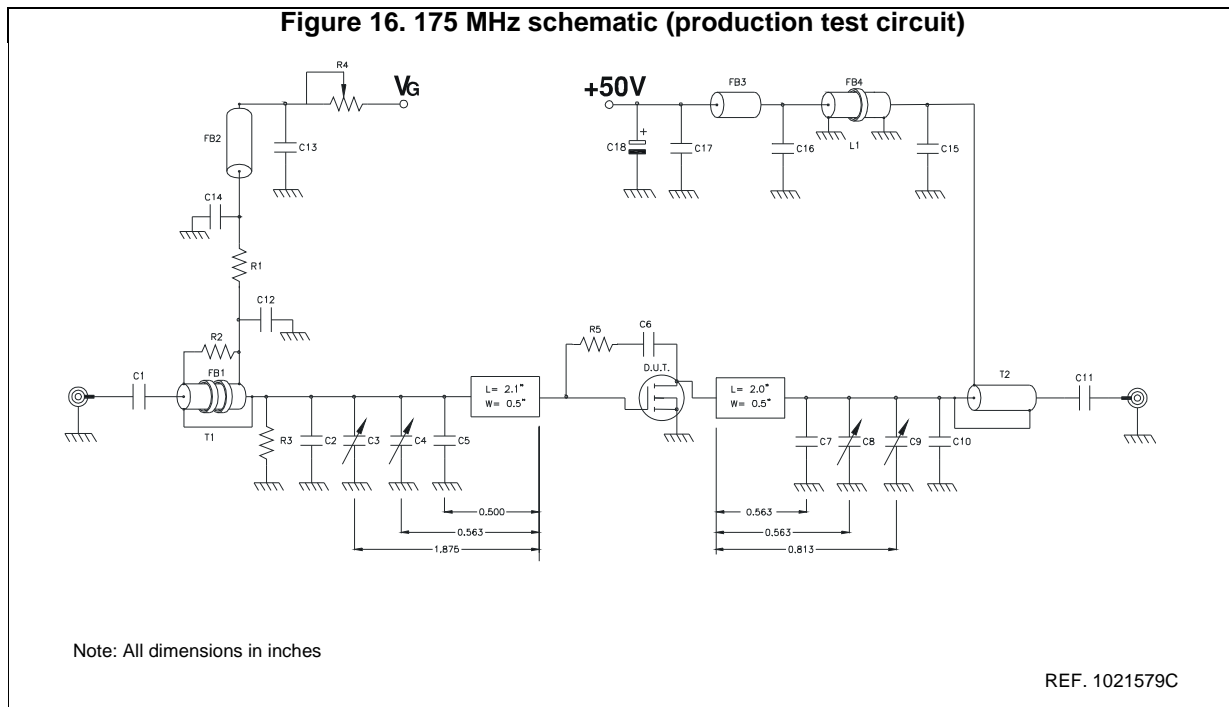 Figure 16. 175 MHz schematic (production test circuit)
R4
VG
+50V
FB3
FB4
FB2
C13
C18
+
C17
C16
L1
C15
C14
R1
C12
R2
FB1
C1
T1
R3
C2
C3
C4
C5
L= 2.1"
W= 0.5"
R5
C6
D.U.T.
L= 2.0"
W= 0.5"
T2
C11
C7
C8
C9
C10
0.500
0.563
1.875
0.563
0.563
0.813
Note: All dimensions in inches
REF. 1021579C